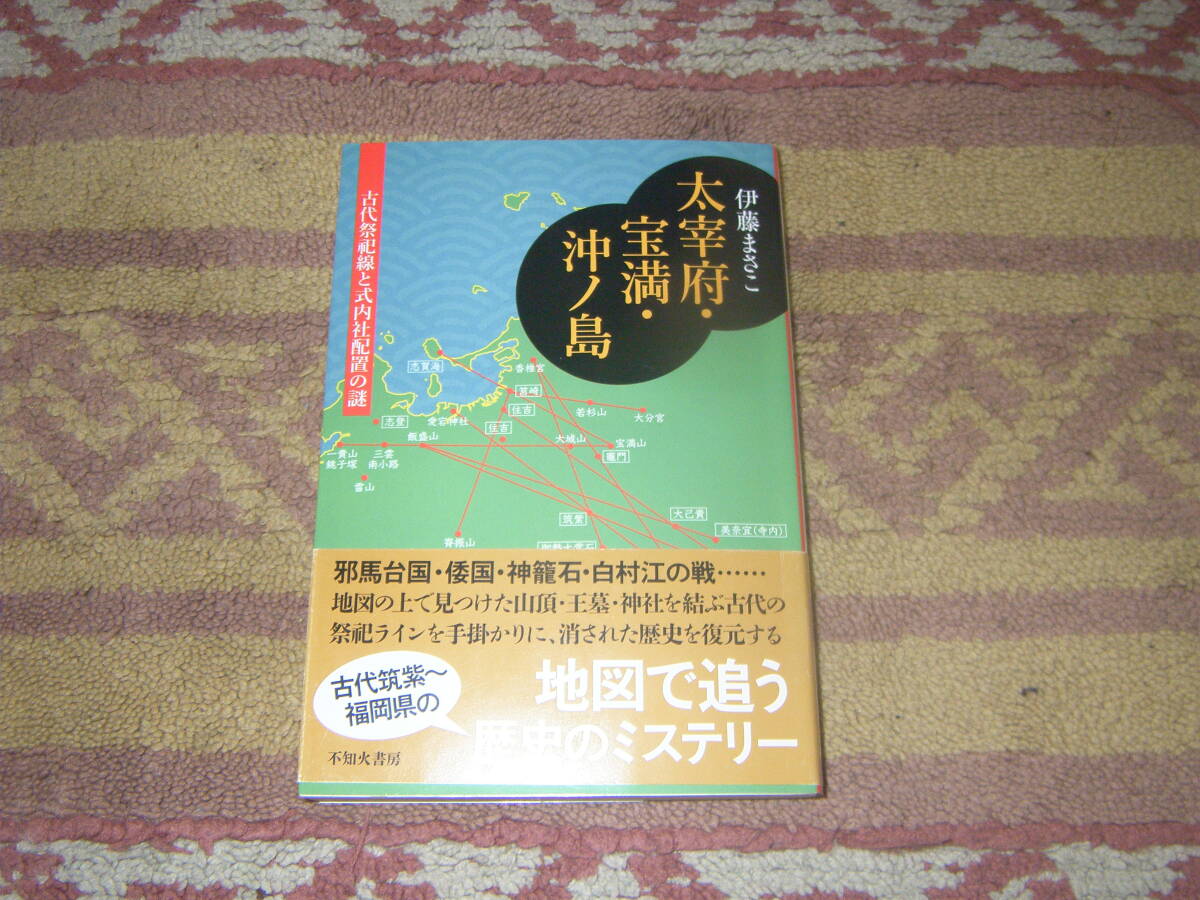 伊藤まさこ
太宰府・
宝満・
沖ノ島
古代祭祀線と式内社配置の謎
志賀海
香椎宮
筥崎
住吉
若杉山
大分宮
志登
愛宕神社
住吉
飯盛山
大城山
宝満山
竈門
一貴山
銚子塚
三雲
南小路
雷山
筑紫
大己貴
美奈宜(寺内)
脊振山
邪馬台国・倭国・神籠石・白村江の戦……
地図の上で見つけた山頂・王墓・神社を結ぶ古代の
祭祀ラインを手掛かりに、消された歴史を復元する
古代筑紫〜
福岡県の
地図で追う
歴史のミステリー
不知火書房